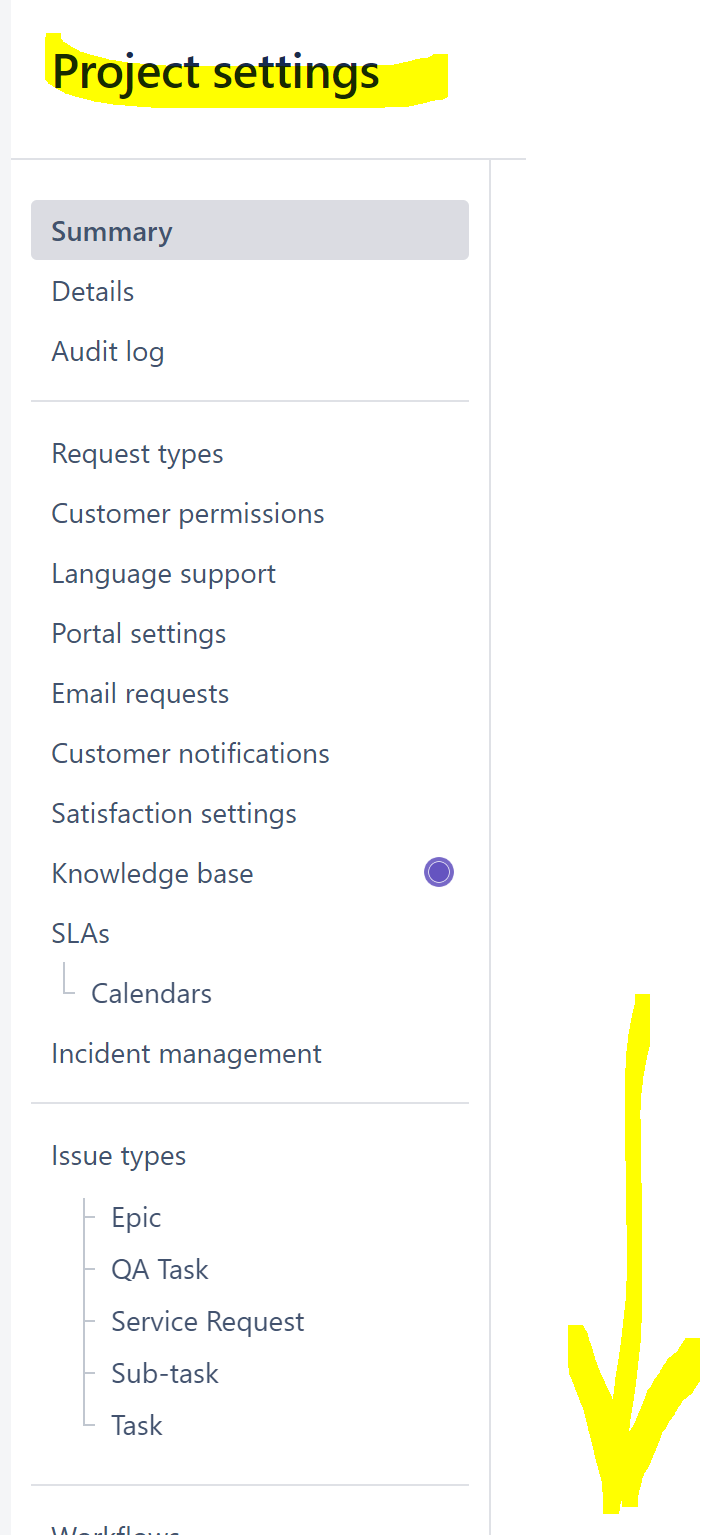 Project settings
Summary
Details
Audit log
Request types
Customer permissions
Language support
Portal settings
Email requests
Customer notifications
Satisfaction settings
Knowledge base
SLAs
Calendars
Incident management
Issue types
Epic
QA Task
Service Request
Sub-task
Task
Workflows